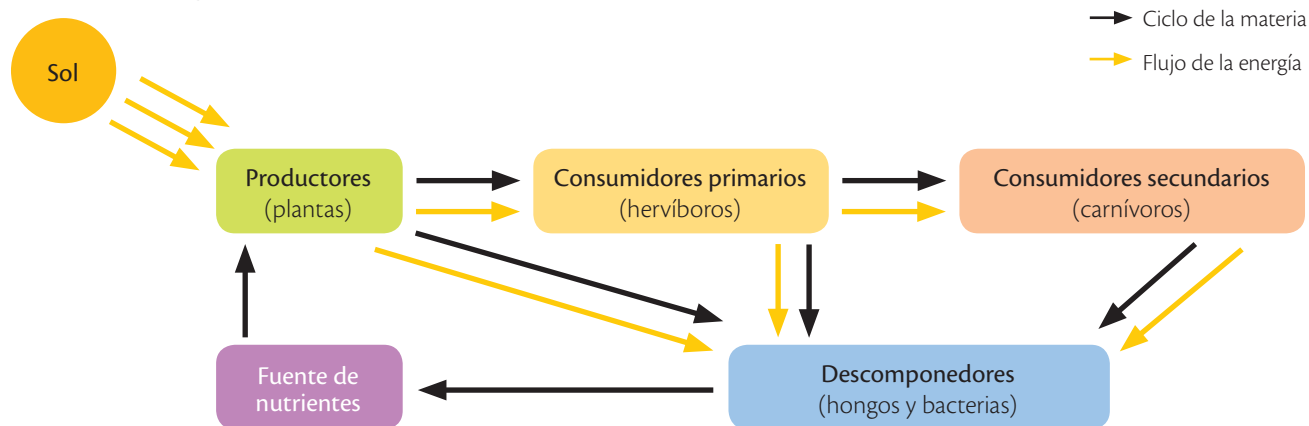 Ciclo de la materia
Flujo de la energía
Sol
Productores
(plantas)
Consumidores primarios
(hervíboros)
Consumidores secundarios
(carnívoros)
Fuente de
nutrientes
Descomponedores
(hongos y bacterias)